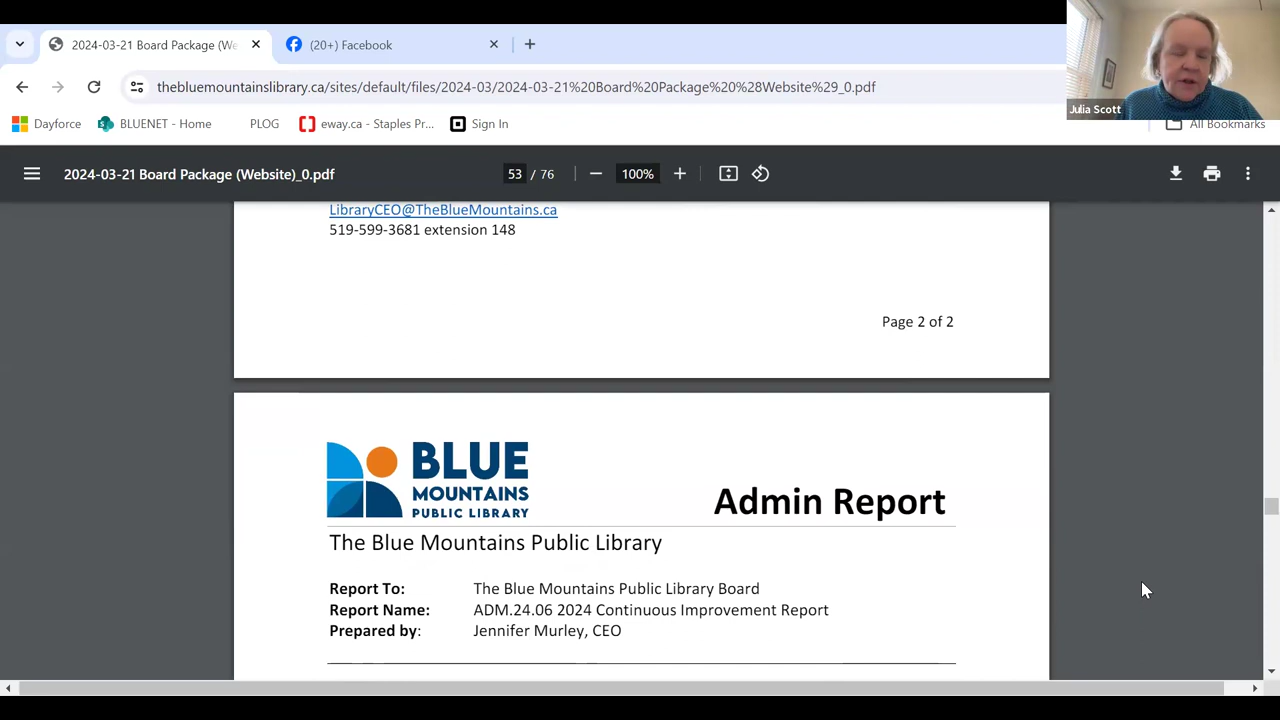 2024-03-21 Board Package (We
(20+) Facebook
thebluemountainslibrary.ca/sites/default/files/2024-03/2024-03-21%20Board%20Package%20%28Website%29_0.pdf
Julia Scott
Dayforce
BLUENET - Home
PLOG
eway.ca - Staples Pr...
Sign In
All Bookmarks
2024-03-21 Board Package (Website)_0.pdf
53 / 76
100%
LibraryCEO@TheBlueMountains.ca
519-599-3681 extension 148
Page 2 of 2
BLUE
MOUNTAINS
PUBLIC LIBRARY
Admin Report
The Blue Mountains Public Library
Report To: The Blue Mountains Public Library Board
Report Name: ADM.24.06 2024 Continuous Improvement Report
Prepared by: Jennifer Murley, CEO